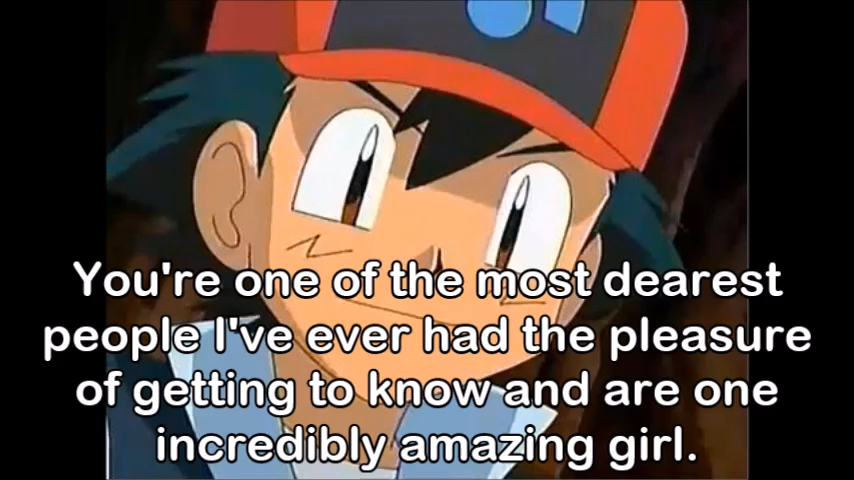 You're one of the most dearest
people I've ever had the pleasure
of getting to know and are one
incredibly amazing girl.